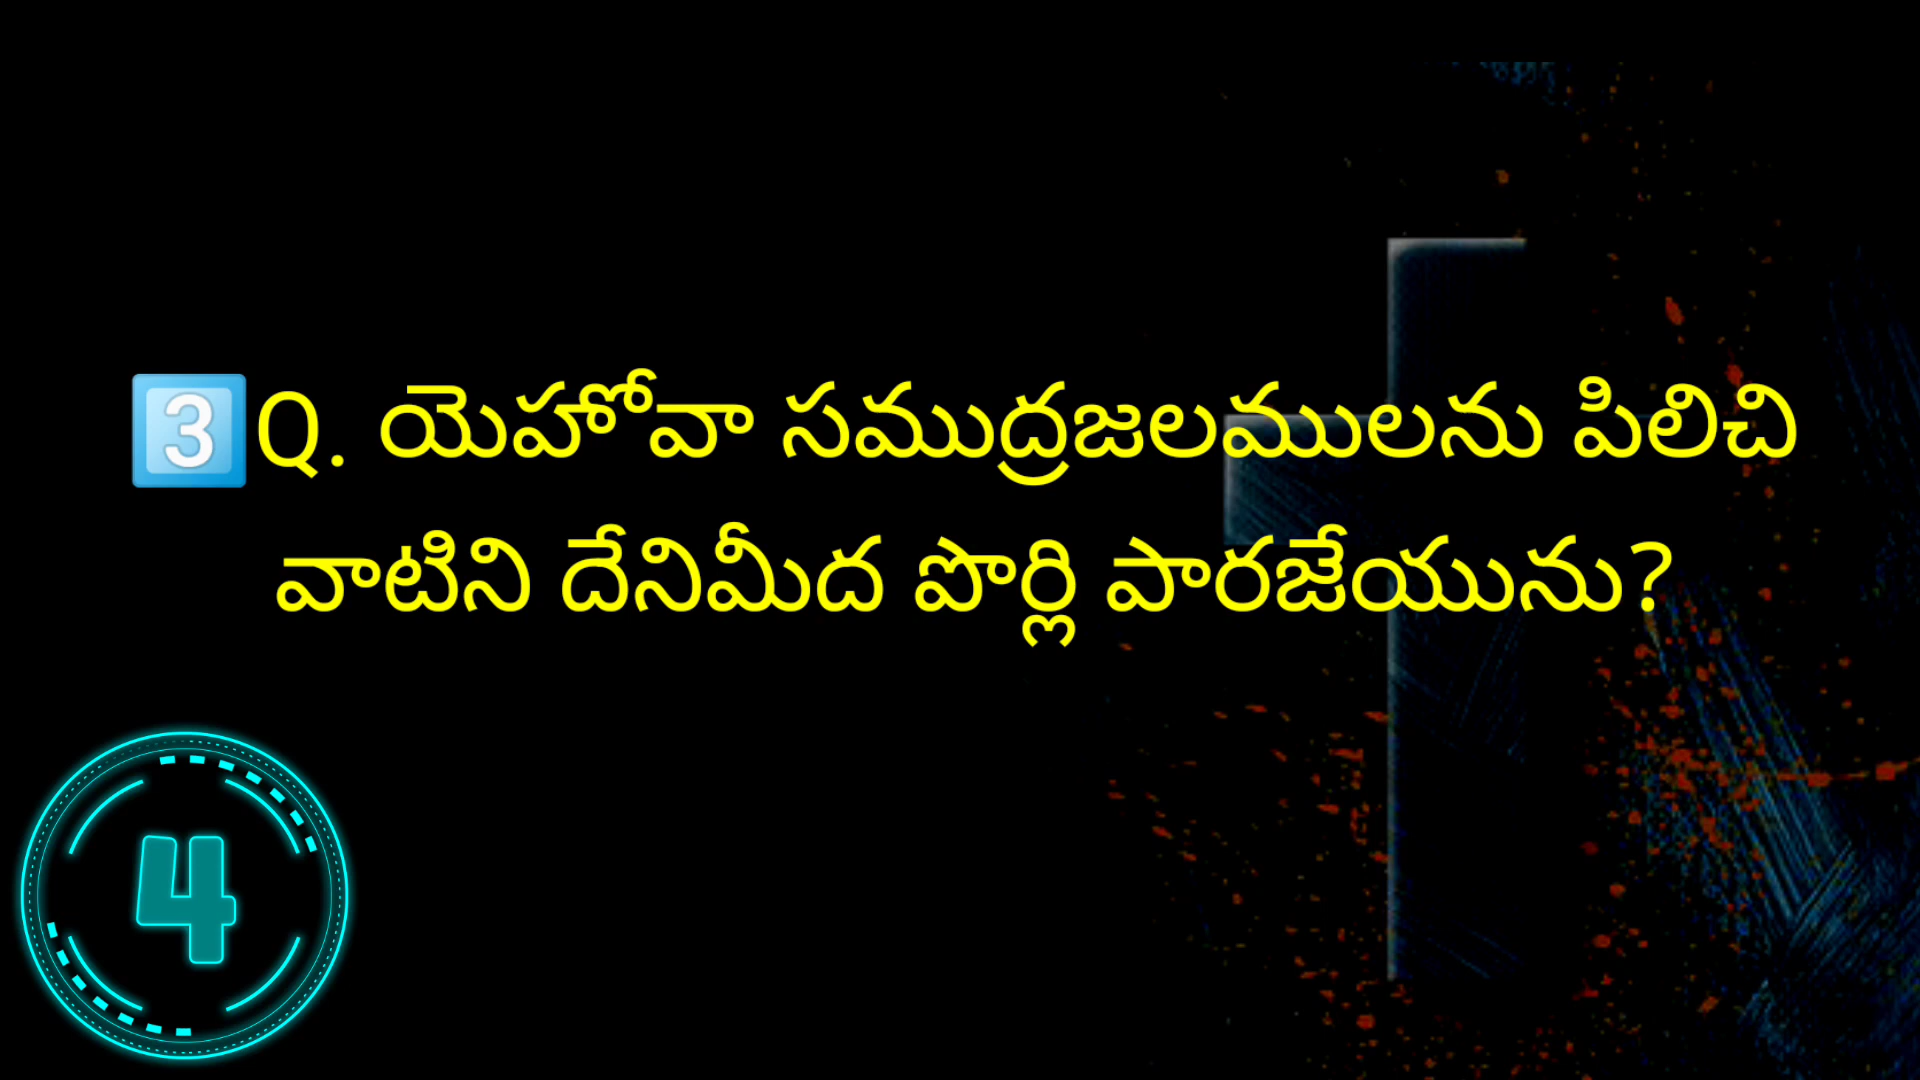 3️⃣Q. యెహోవా సముద్రజలములను పిలిచి
వాటిని దేనిమీద పొర్లి పారజేయును?
4